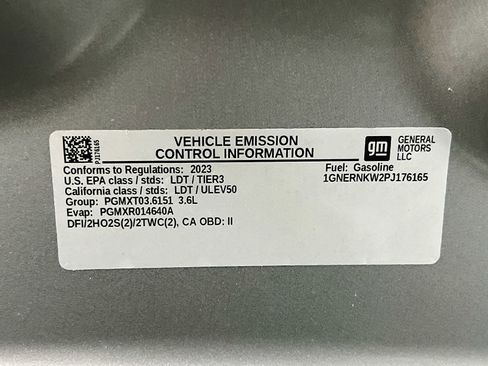 VEHICLE EMISSION
CONTROL INFORMATION
gm GENERAL
MOTORS
LLC
PJ176165
Conforms to Regulations: 2023
Fuel: Gasoline
U.S. EPA class / stds: LDT / TIER3
1GNERNKW2PJ176165
California class / stds: LDT / ULEV50
Group: PGMXT03.6151 3.6L
Evap: PGMXR014640A
DFI/2HO2S(2)/2TWC(2), CA OBD: II